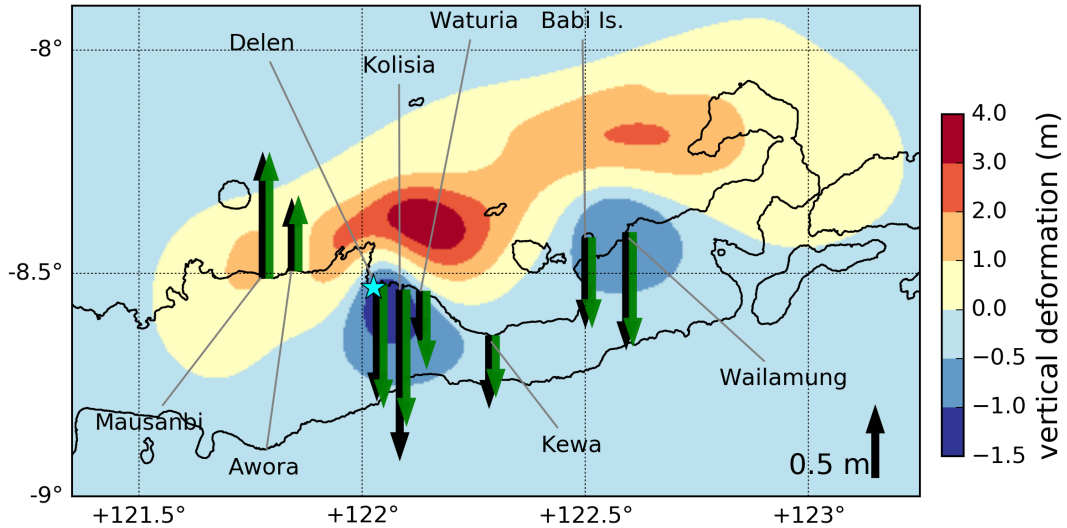 Waturia Babi Is.
Delen
Kolisia
-8°
-8.5°
-9°
Mausanbi
Awora
Kewa
Wailamung
0.5 m
+121.5°
+122°
+122.5°
+123°
4.0
3.0
2.0
1.0
0.0
−0.5
−1.0
−1.5
vertical deformation (m)